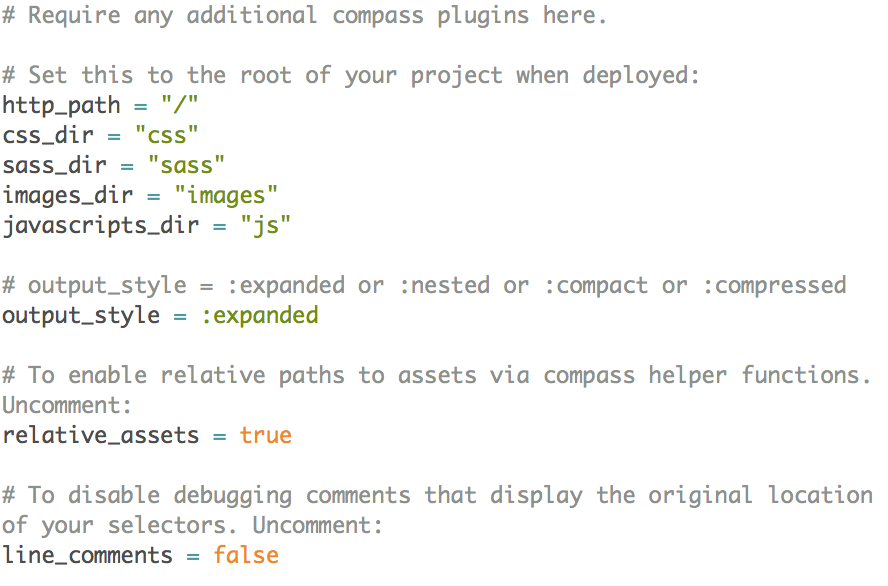 # Require any additional compass plugins here.

# Set this to the root of your project when deployed:
http_path = "/"
css_dir = "css"
sass_dir = "sass"
images_dir = "images"
javascripts_dir = "js"

# output_style = :expanded or :nested or :compact or :compressed
output_style = :expanded

# To enable relative paths to assets via compass helper functions.
Uncomment:
relative_assets = true

# To disable debugging comments that display the original location
of your selectors. Uncomment:
line_comments = false